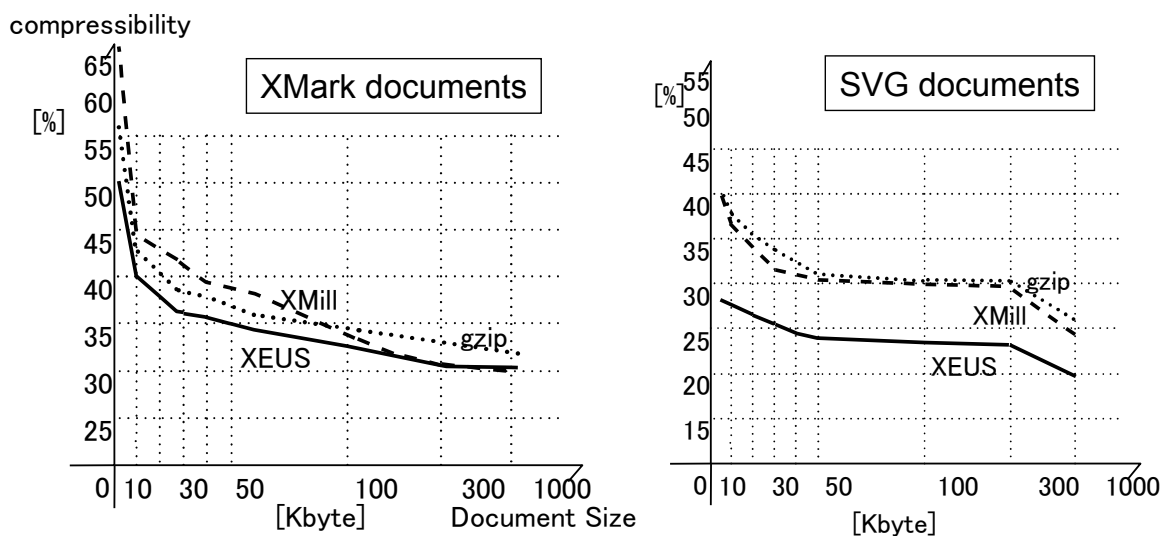 compressibility
XMark documents
[%]
65
60
55
50
45
40
35
30
25
XMill
gzip
XEUS
0 10 30 50 100 300 1000
[Kbyte] Document Size
SVG documents
[%]
55
50
45
40
35
30
25
20
15
gzip
XMill
XEUS
0 10 30 50 100 300 1000
[Kbyte]